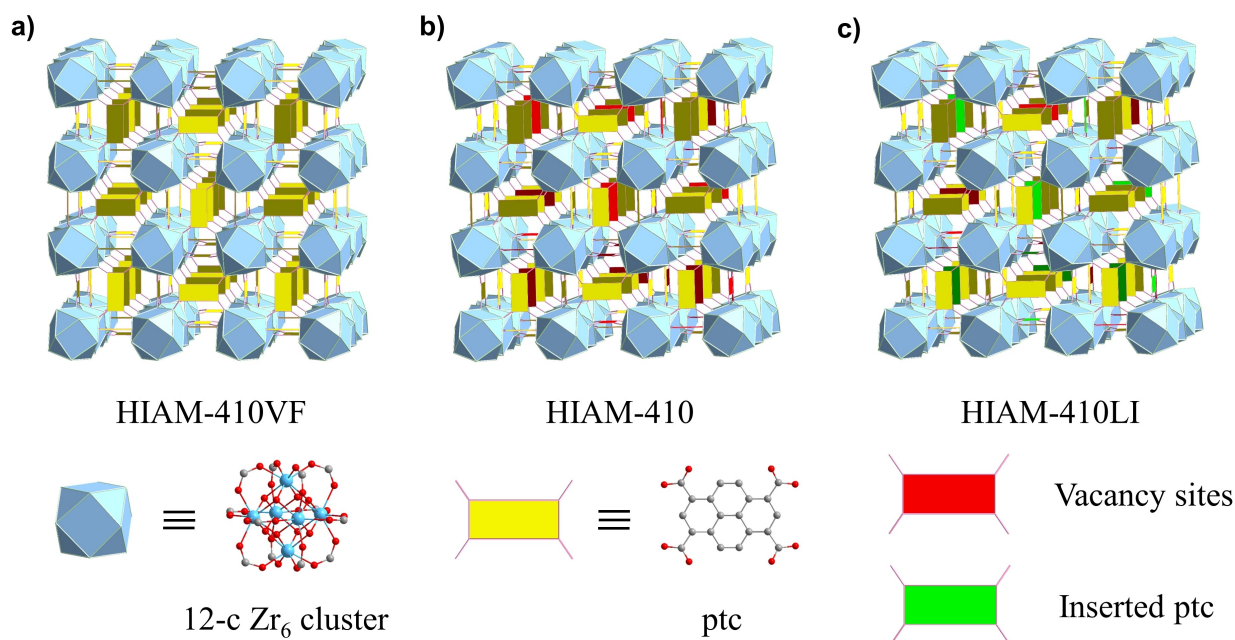 a)
b)
c)
HIAM-410VF
HIAM-410
HIAM-410LI
≡
≡
Vacancy sites
12-c Zr₆ cluster
ptc
Inserted ptc